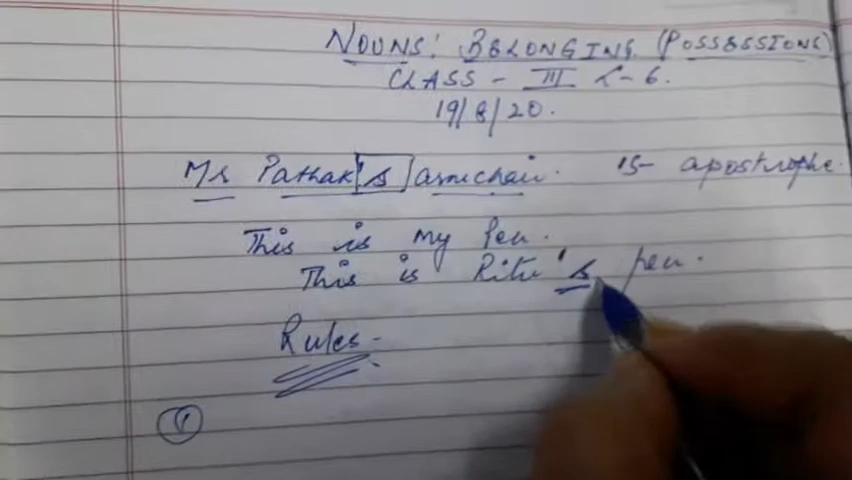 NOUNS: BELONGING (POSSESSIONS)
CLASS - III L-6.
19/8/20.
Mr Pathak's armchair. 's- apostrophe.
This is my Pen.
This is Ritu's pen.
Rules-
(1)